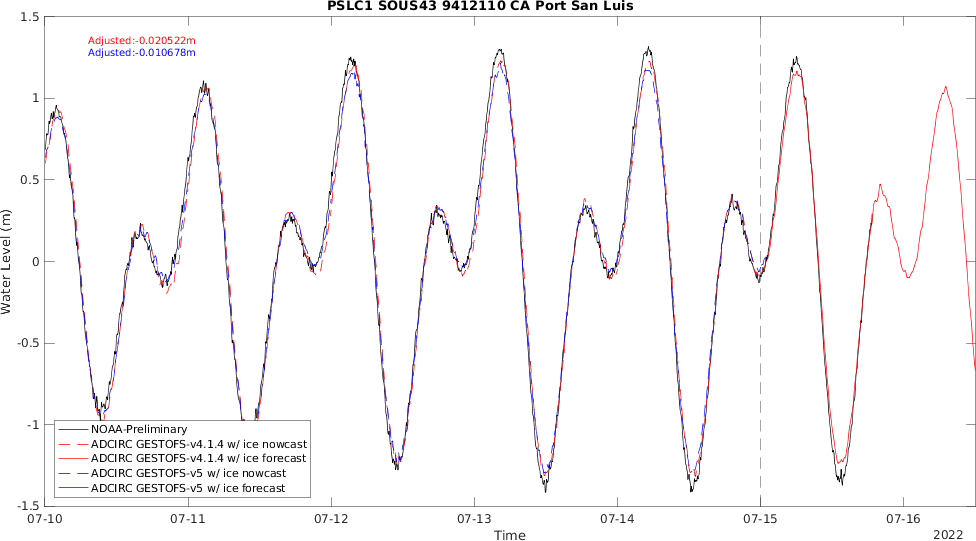 PSLC1 SOUS43 9412110 CA Port San Luis
Adjusted:-0.020522m
Adjusted:-0.010678m
1.5
1
0.5
0
-0.5
-1
-1.5
Water Level (m)
NOAA-Preliminary
ADCIRC GESTOFS-v4.1.4 w/ ice nowcast
ADCIRC GESTOFS-v4.1.4 w/ ice forecast
ADCIRC GESTOFS-v5 w/ ice nowcast
ADCIRC GESTOFS-v5 w/ ice forecast
07-10 07-11 07-12 07-13 07-14 07-15 07-16
Time
2022